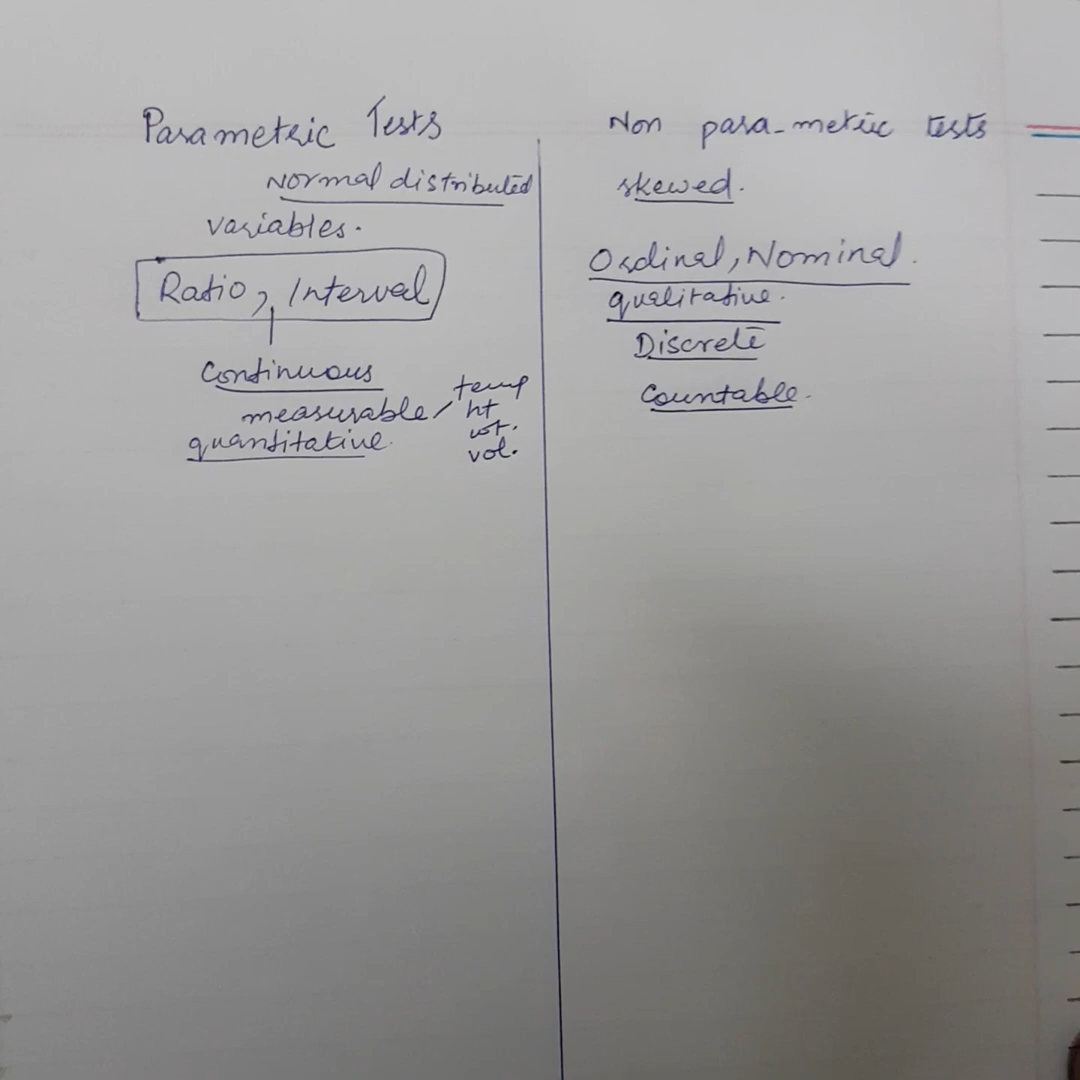 Parametric Tests
Normal distributed
variables.
Ratio, Interval
Continuous
measurable / temp
ht
wt.
vol.
quantitative.
Non para-metric tests
skewed.
Ordinal, Nominal.
qualitative.
Discrete
Countable.